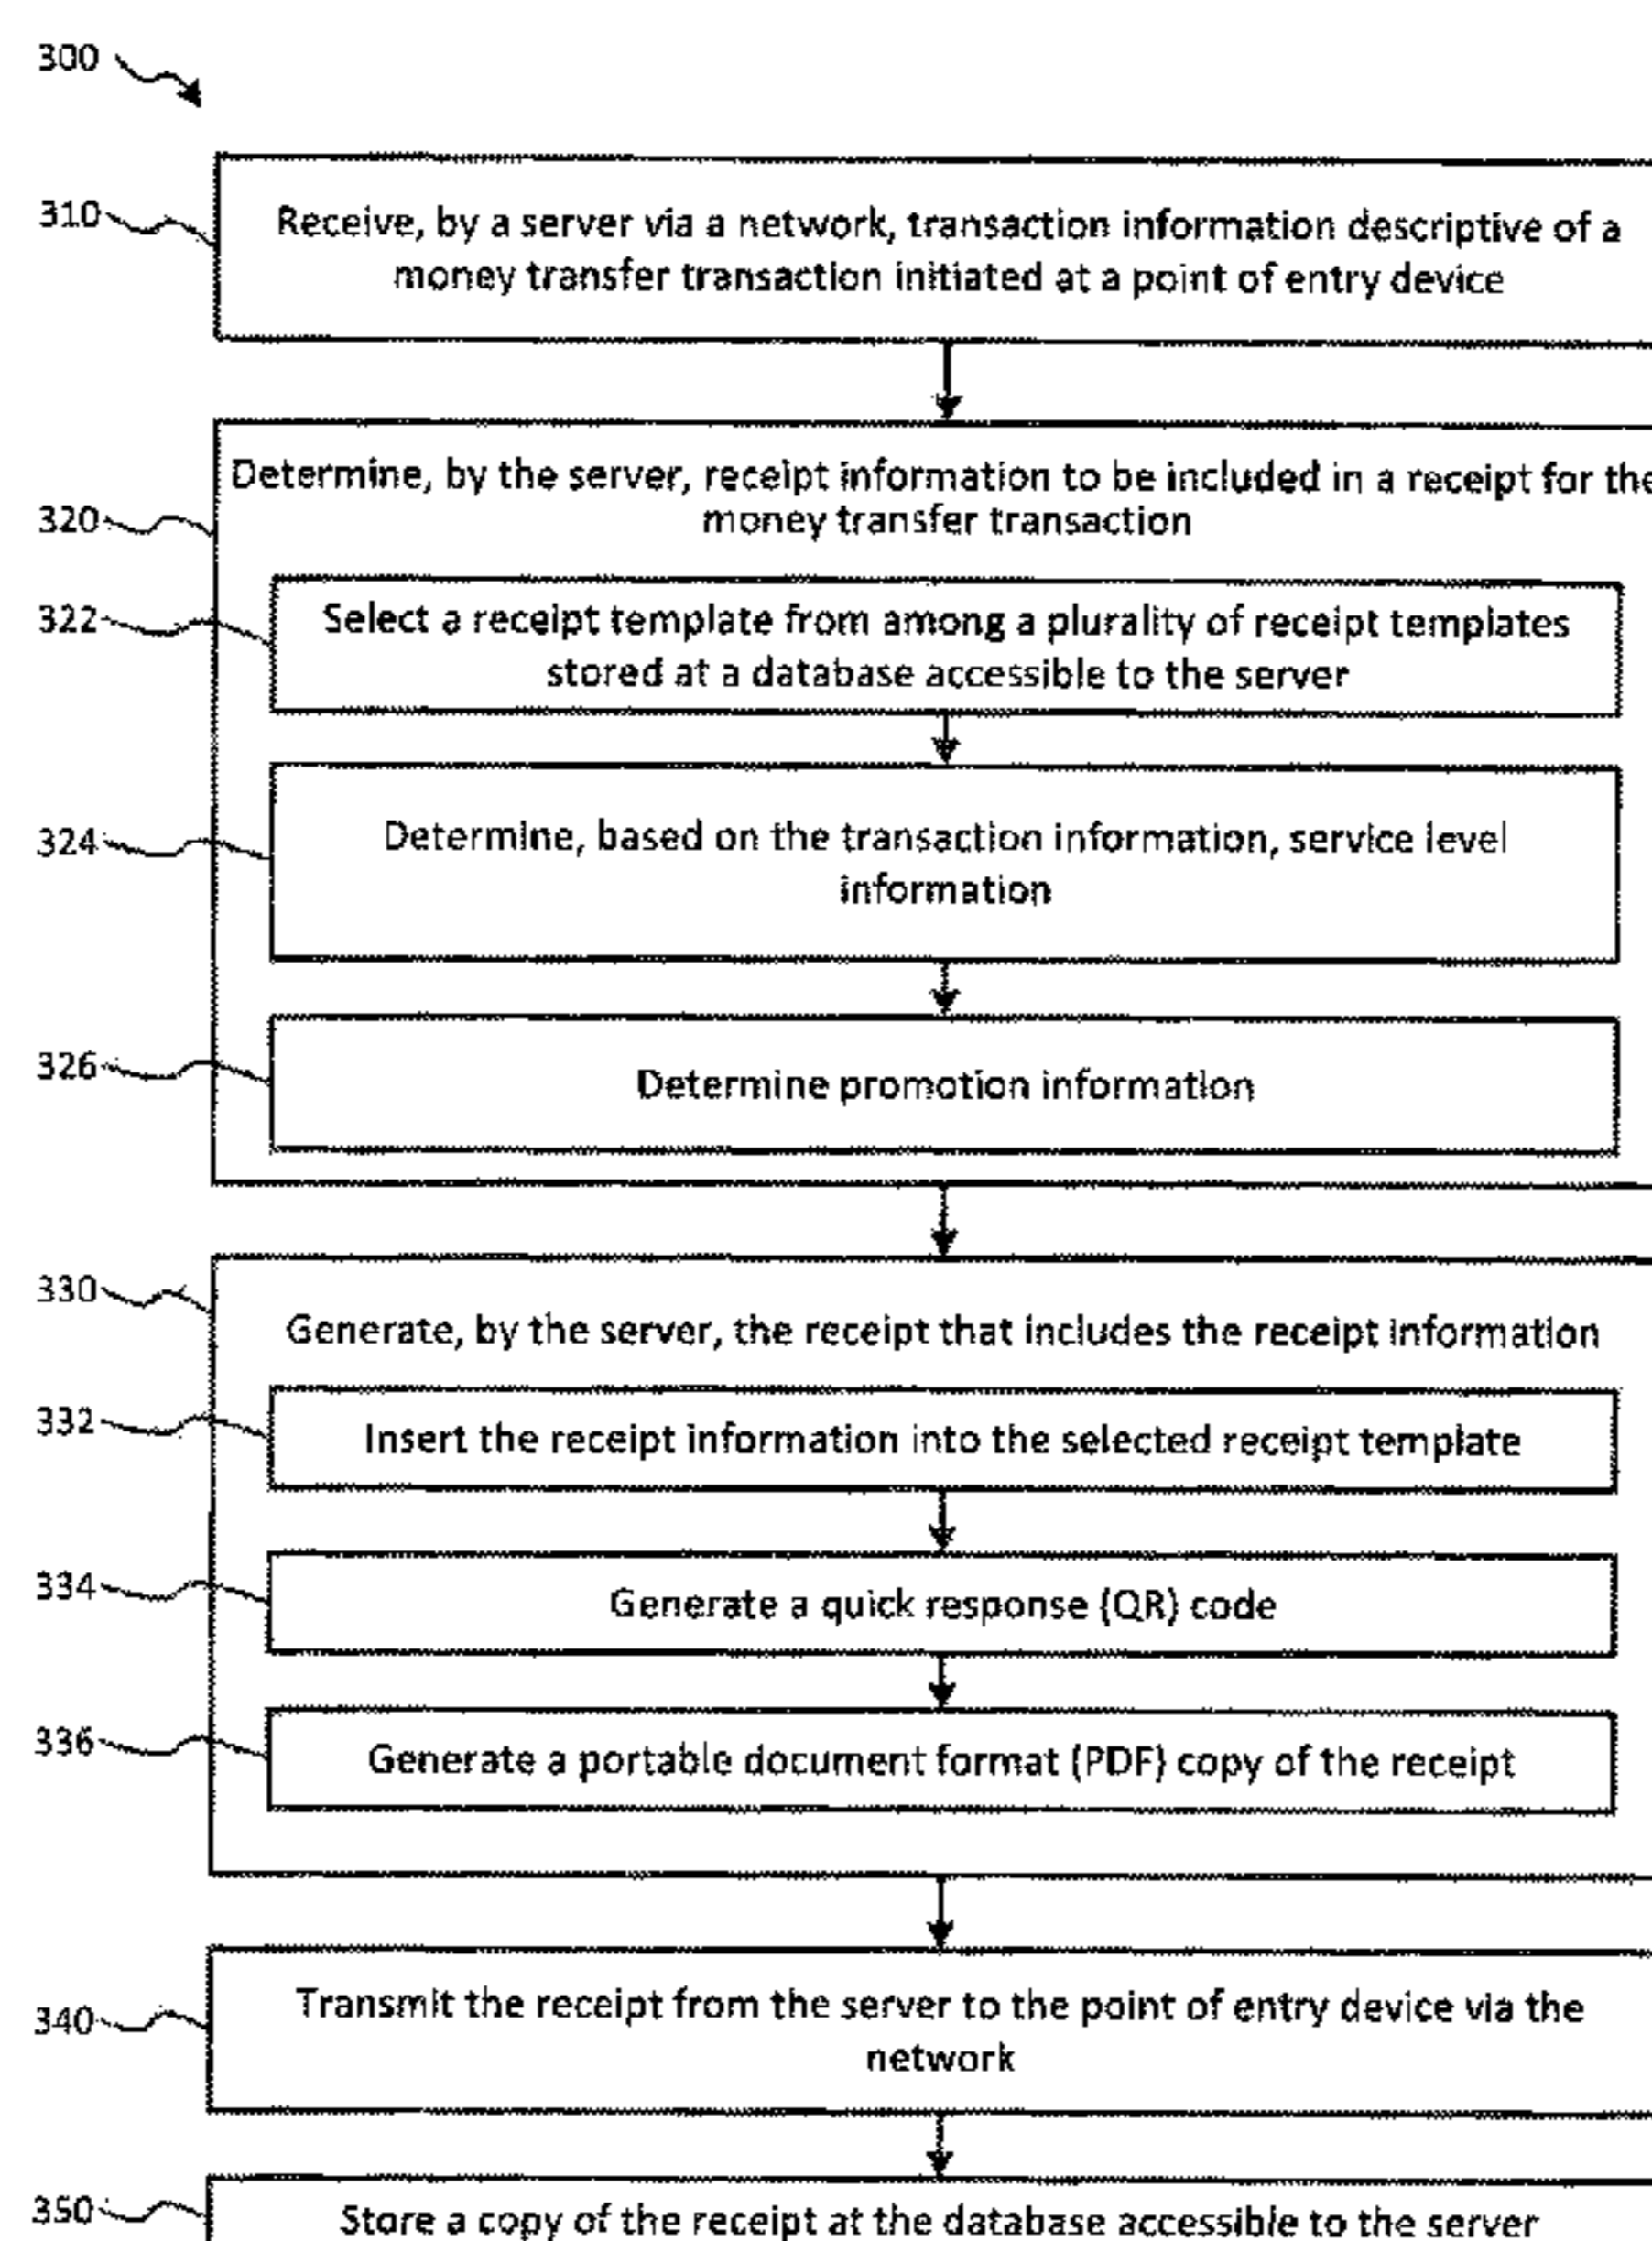 300
310
Receive, by a server via a network, transaction information descriptive of a
money transfer transaction initiated at a point of entry device
Determine, by the server, receipt information to be included in a receipt for the
320
money transfer transaction
322
Select a receipt template from among a plurality of receipt templates
stored at a database accessible to the server
324
Determine, based on the transaction information, service level
information
326
Determine promotion information
330
Generate, by the server, the receipt that includes the receipt information
332
Insert the receipt information into the selected receipt template
334
Generate a quick response (QR) code
336
Generate a portable document format (PDF) copy of the receipt
340
Transmit the receipt from the server to the point of entry device via the
network
350
Store a copy of the receipt at the database accessible to the server